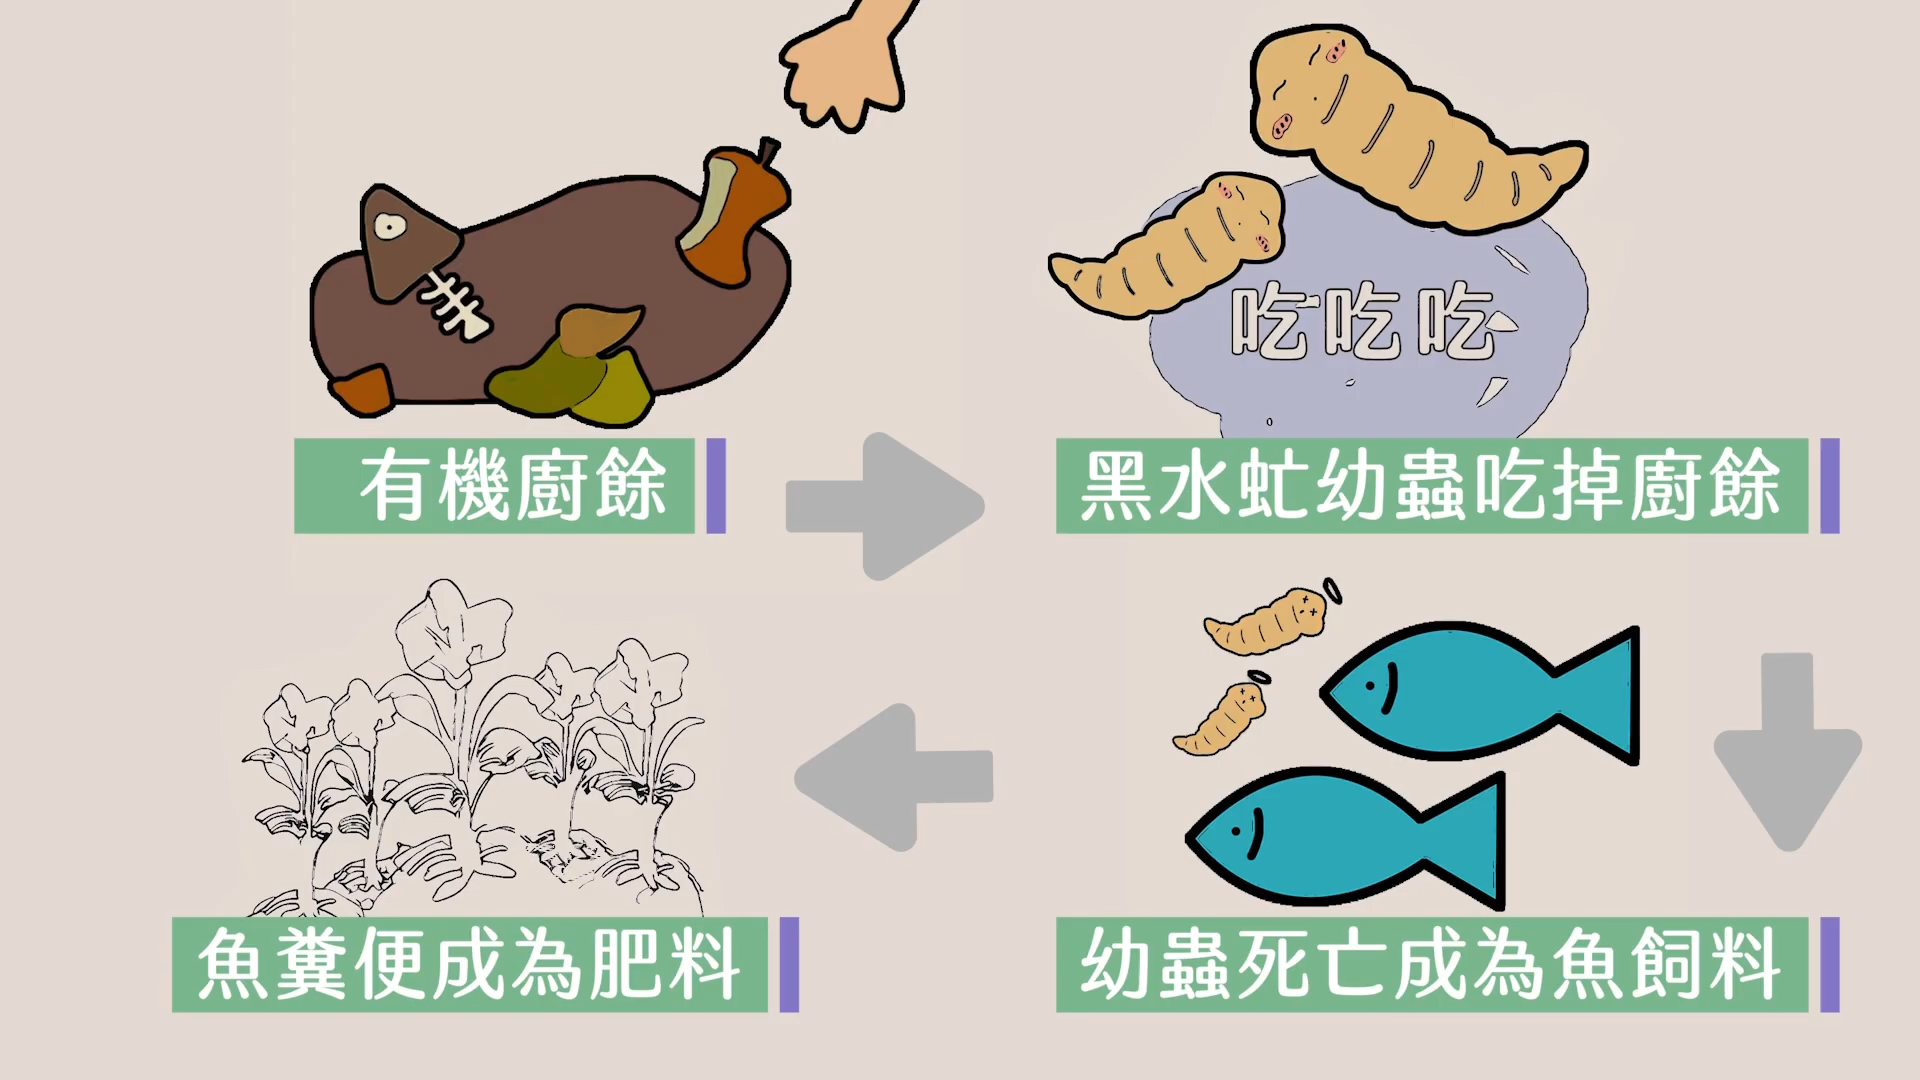 吃吃吃
有機廚餘
黑水虻幼蟲吃掉廚餘
幼蟲死亡成為魚飼料
魚糞便成為肥料